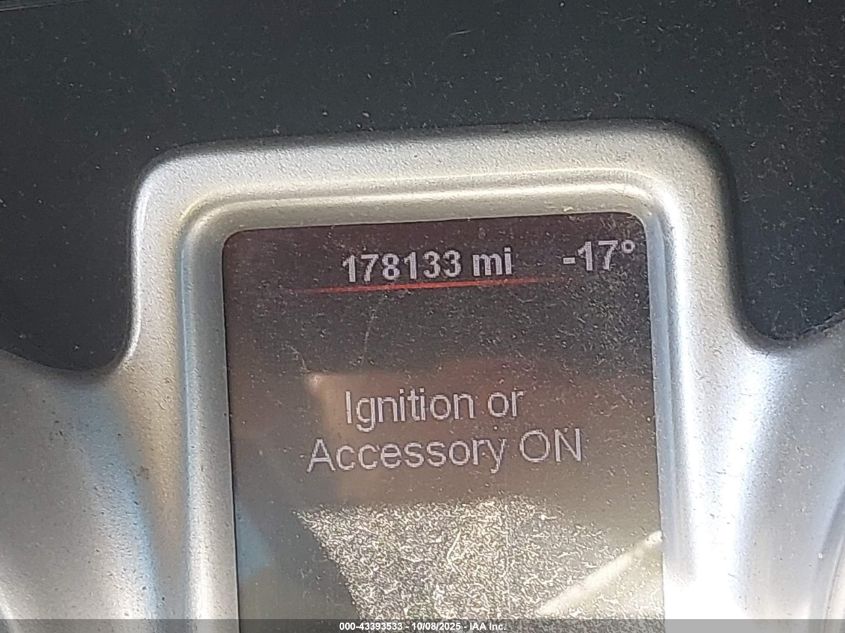 178133 mi -17°
Ignition or
Accessory ON
000-43393533 - 10/08/2025 - IAA Inc.